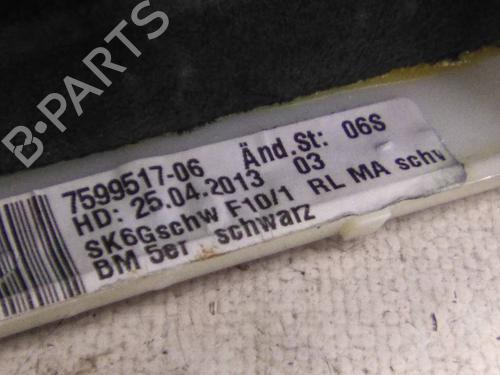 B-PARTS
7599517-06 Änd.St: 06S
HD: 25.04.2013 03
SK6Gschw F10/1 RL MA schv
BM 5er schwarz